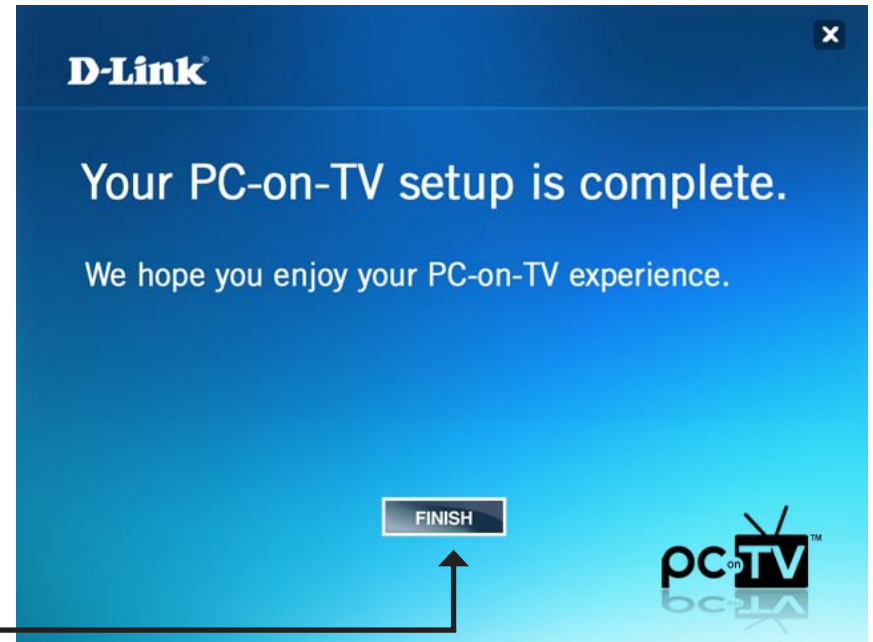 D-Link®
Your PC-on-TV setup is complete.
We hope you enjoy your PC-on-TV experience.
FINISH
pc on TV™